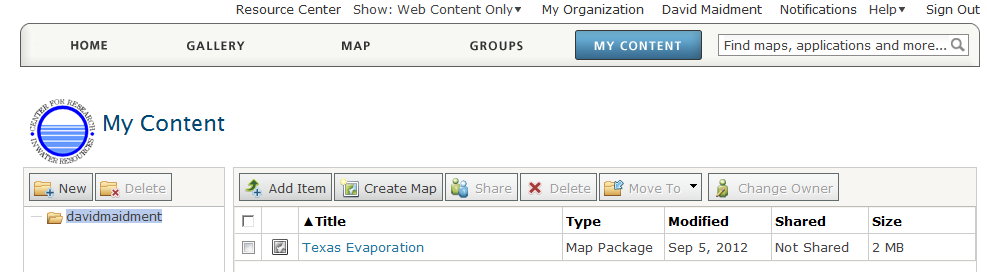 Resource Center Show: Web Content Only My Organization David Maidment Notifications Help Sign Out
HOME GALLERY MAP GROUPS MY CONTENT Find maps, applications and more...
CENTER FOR RESEARCH
IN WATER RESOURCES
My Content
New Delete Add Item Create Map Share Delete Move To Change Owner
davidmaidment
Title Type Modified Shared Size
Texas Evaporation Map Package Sep 5, 2012 Not Shared 2 MB